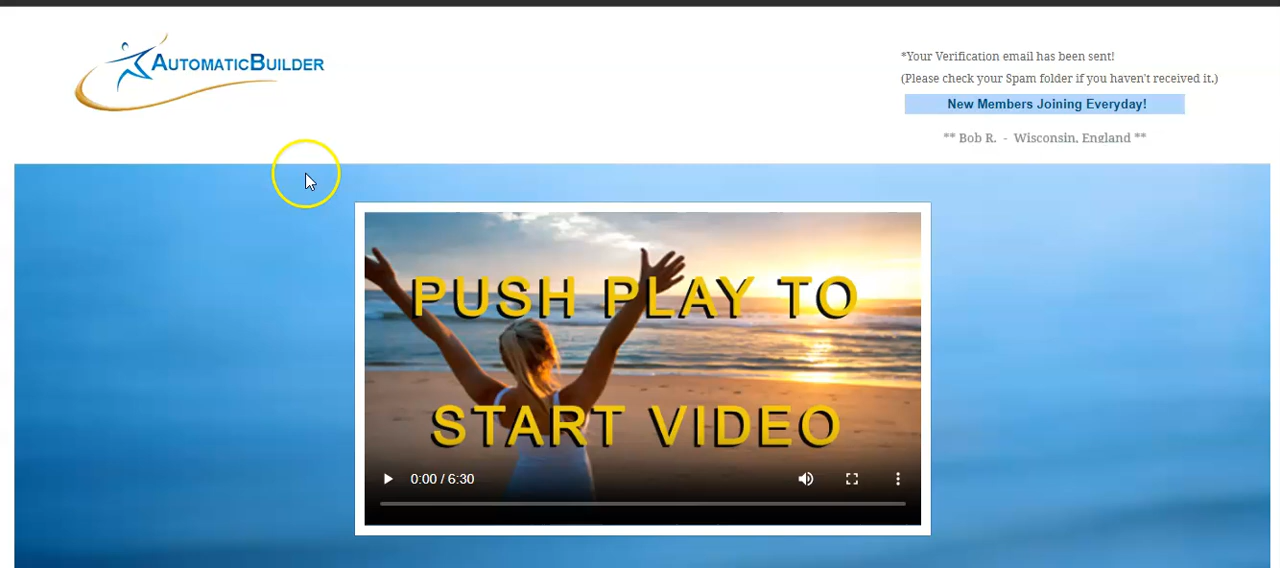 AUTOMATICBUILDER
*Your Verification email has been sent!
(Please check your Spam folder if you haven't received it.)
New Members Joining Everyday!
** Bob R. - Wisconsin, England **
PUSH PLAY TO
START VIDEO
0:00 / 6:30